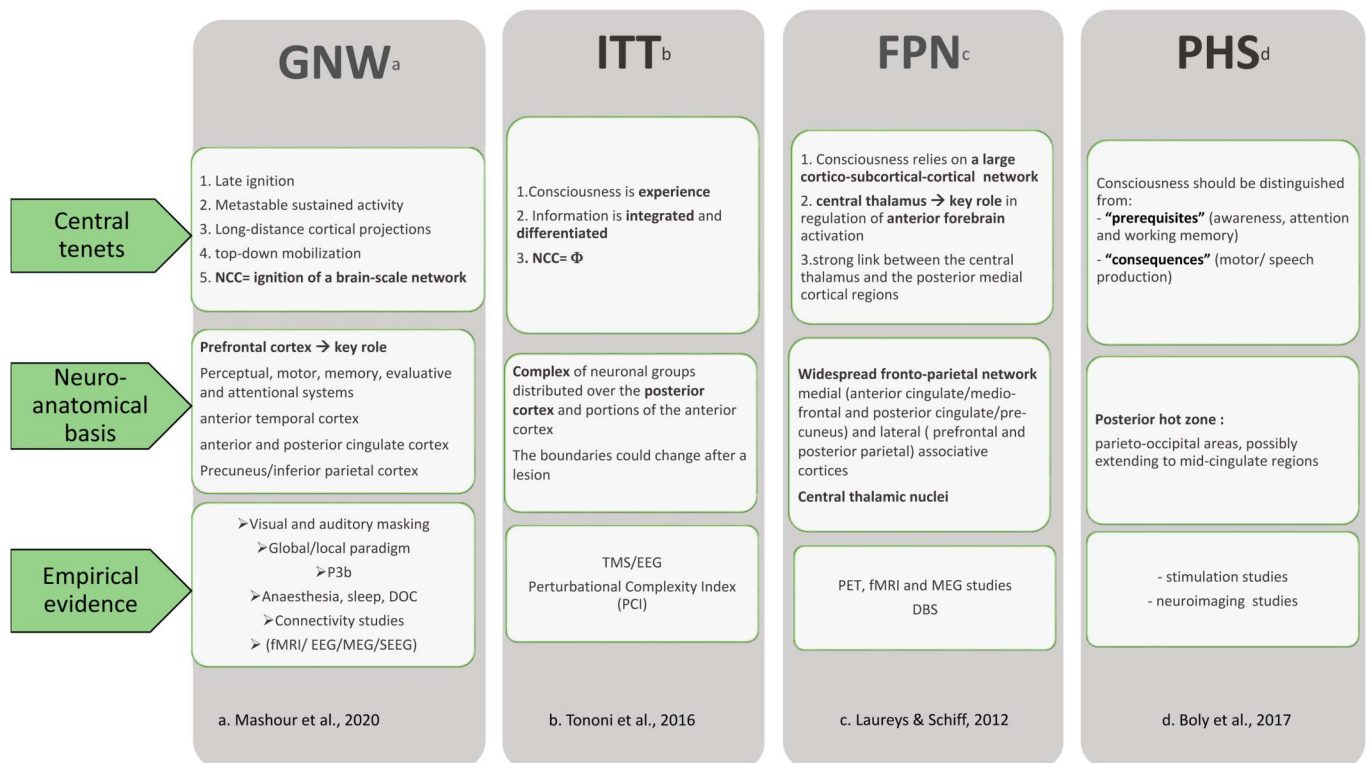 GNW a
ITT b
FPN c
PHS d
Central
tenets
1. Late ignition
2. Metastable sustained activity
3. Long-distance cortical projections
4. top-down mobilization
5. NCC= ignition of a brain-scale network
1.Consciousness is experience
2. Information is integrated and
differentiated
3. NCC= Φ
1. Consciousness relies on a large
cortico-subcortical-cortical network
2. central thalamus → key role in
regulation of anterior forebrain
activation
3.strong link between the central
thalamus and the posterior medial
cortical regions
Consciousness should be distinguished
from:
- “prerequisites” (awareness, attention
and working memory)
- “consequences” (motor/ speech
production)
Neuro-
anatomical
basis
Prefrontal cortex → key role
Perceptual, motor, memory, evaluative
and attentional systems
anterior temporal cortex
anterior and posterior cingulate cortex
Precuneus/inferior parietal cortex
Complex of neuronal groups
distributed over the posterior
cortex and portions of the anterior
cortex
The boundaries could change after a
lesion
Widespread fronto-parietal network
medial (anterior cingulate/medio-
frontal and posterior cingulate/pre-
cuneus) and lateral ( prefrontal and
posterior parietal) associative
cortices
Central thalamic nuclei
Posterior hot zone :
parieto-occipital areas, possibly
extending to mid-cingulate regions
Empirical
evidence
➢Visual and auditory masking
➢Global/local paradigm
➢P3b
➢Anaesthesia, sleep, DOC
➢Connectivity studies
➢ (fMRI/ EEG/MEG/SEEG)
TMS/EEG
Perturbational Complexity Index
(PCI)
PET, fMRI and MEG studies
DBS
- stimulation studies
- neuroimaging studies
a. Mashour et al., 2020
b. Tononi et al., 2016
c. Laureys & Schiff, 2012
d. Boly et al., 2017